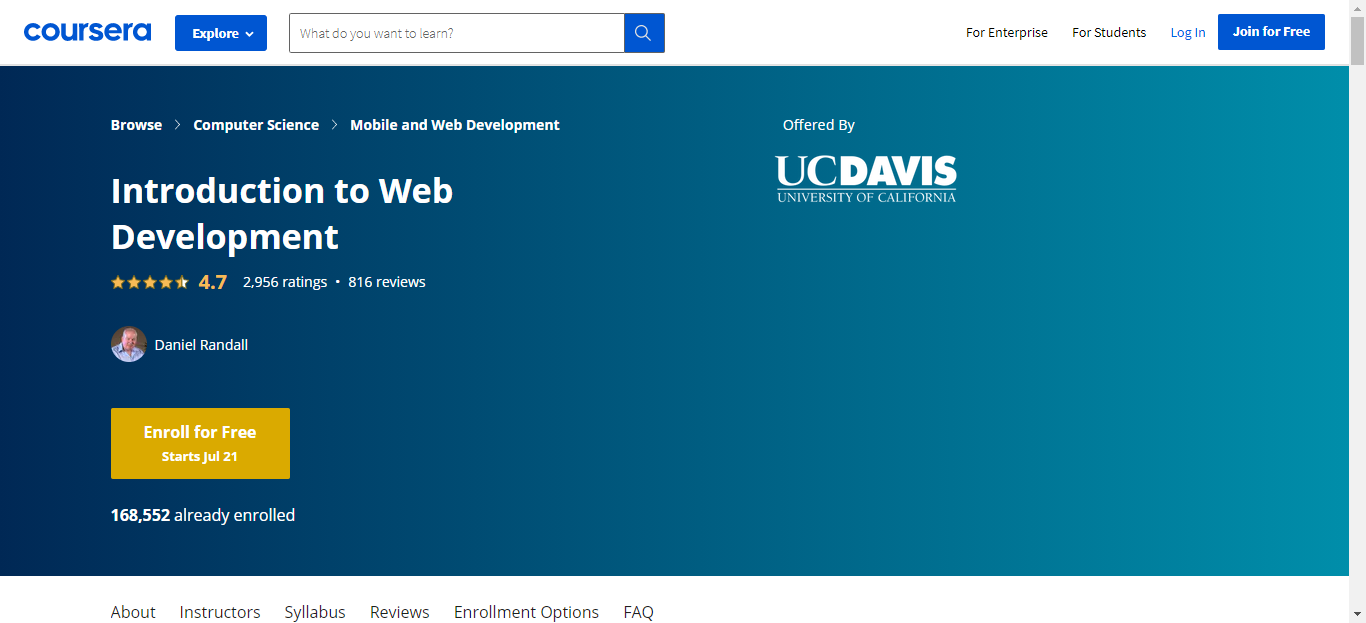 coursera
Explore
What do you want to learn?
For Enterprise
For Students
Log In
Join for Free
Browse > Computer Science > Mobile and Web Development
Offered By
UCDAVIS
UNIVERSITY OF CALIFORNIA
Introduction to Web
Development
4.7 2,956 ratings • 816 reviews
Daniel Randall
Enroll for Free
Starts Jul 21
168,552 already enrolled
About Instructors Syllabus Reviews Enrollment Options FAQ